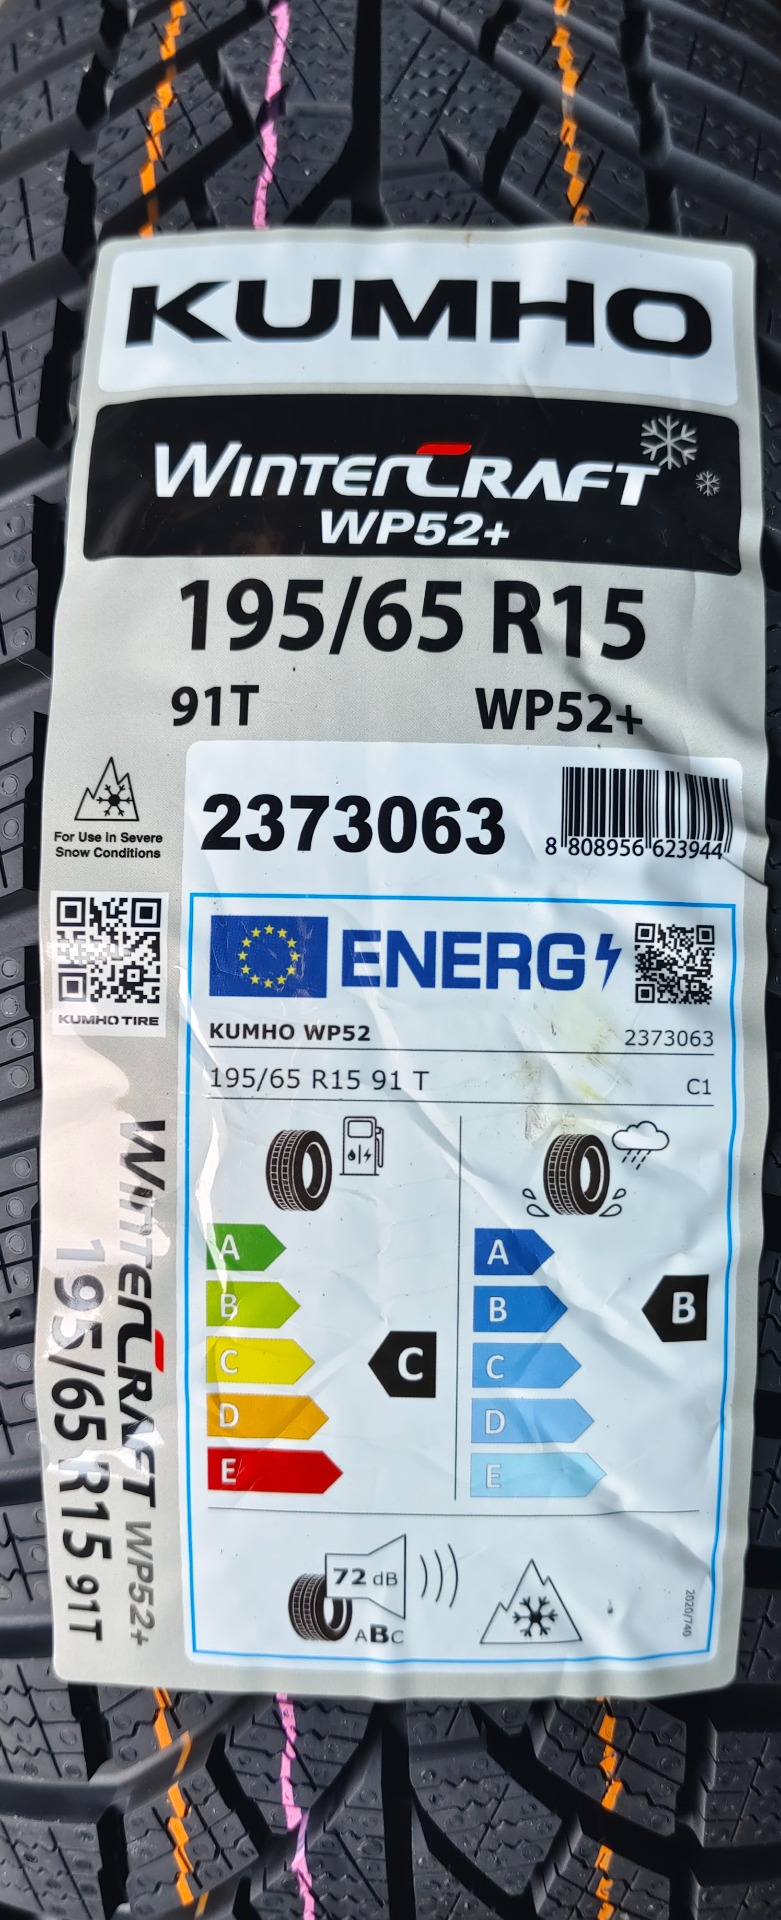 KUMHO
WINTERCRAFT
WP52+
195/65 R15
91T WP52+
For Use in Severe
Snow Conditions
2373063
8 808956 623944
KUMHO TIRE
ENERG
KUMHO WP52 2373063
195/65 R15 91 T C1
A
B
C
D
E
C
A
B
C
D
E
B
72 dB
ABC
2020/740
WINTERCRAFT WP52+
195/65 R15 91T